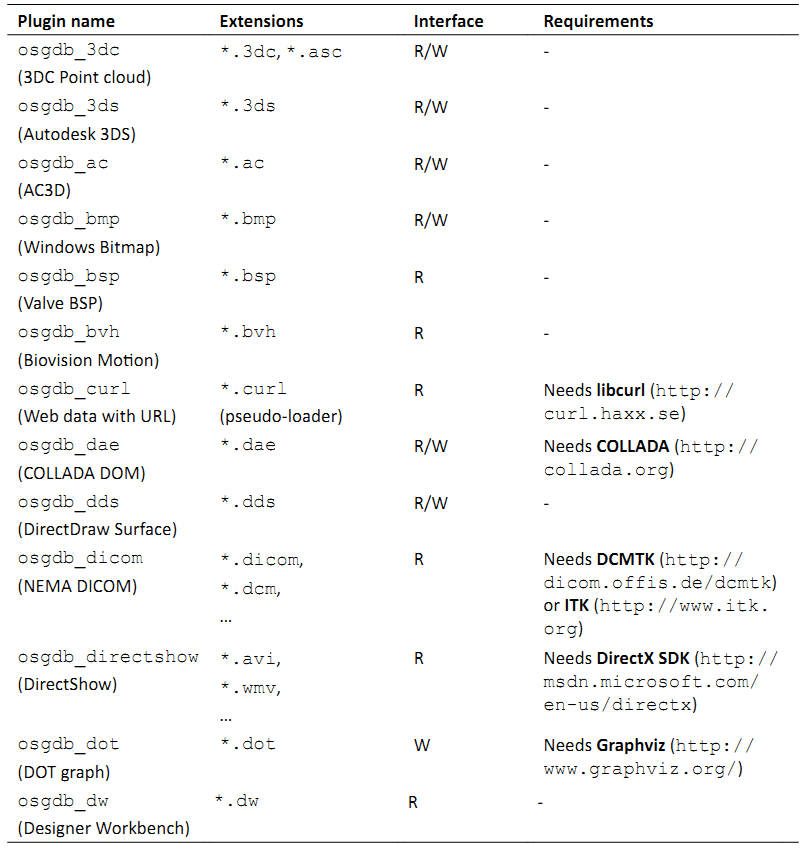 Plugin name Extensions Interface Requirements
osgdb_3dc *.3dc, *.asc R/W -
(3DC Point cloud)
osgdb_3ds *.3ds R/W -
(Autodesk 3DS)
osgdb_ac *.ac R/W -
(AC3D)
osgdb_bmp *.bmp R/W -
(Windows Bitmap)
osgdb_bsp *.bsp R -
(Valve BSP)
osgdb_bvh *.bvh R -
(Biovision Motion)
osgdb_curl *.curl R Needs libcurl (http://
(Web data with URL) (pseudo-loader) curl.haxx.se)
osgdb_dae *.dae R/W Needs COLLADA (http://
(COLLADA DOM) collada.org)
osgdb_dds *.dds R/W -
(DirectDraw Surface)
osgdb_dicom *.dicom, R Needs DCMTK (http://
(NEMA DICOM) *.dcm, dicom.offis.de/dcmtk)
… or ITK (http://www.itk.
org)
osgdb_directshow *.avi, R Needs DirectX SDK (http://
(DirectShow) *.wmv, msdn.microsoft.com/
… en-us/directx)
osgdb_dot *.dot W Needs Graphviz (http://
(DOT graph) www.graphviz.org/)
osgdb_dw *.dw R -
(Designer Workbench)